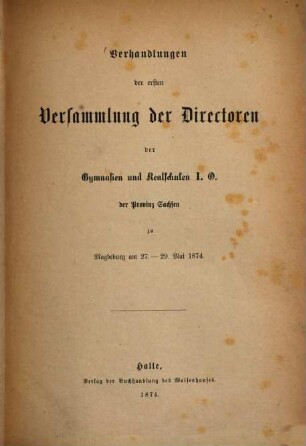 Verhandlungen
der ersten
Versammlung der Directoren
der
Gymnasien und Realschulen I. O.
der Provinz Sachsen
zu
Magdeburg am 27. — 29. Mai 1874.
Halle,
Verlag der Buchhandlung des Waisenhauses.
1874.